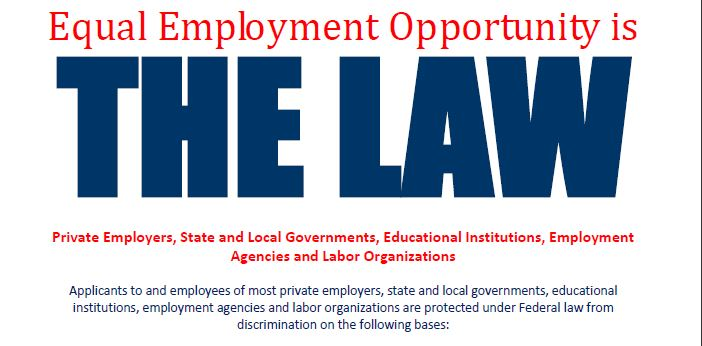 Equal Employment Opportunity is
THE LAW
Private Employers, State and Local Governments, Educational Institutions, Employment
Agencies and Labor Organizations
Applicants to and employees of most private employers, state and local governments, educational
institutions, employment agencies and labor organizations are protected under Federal law from
discrimination on the following bases: